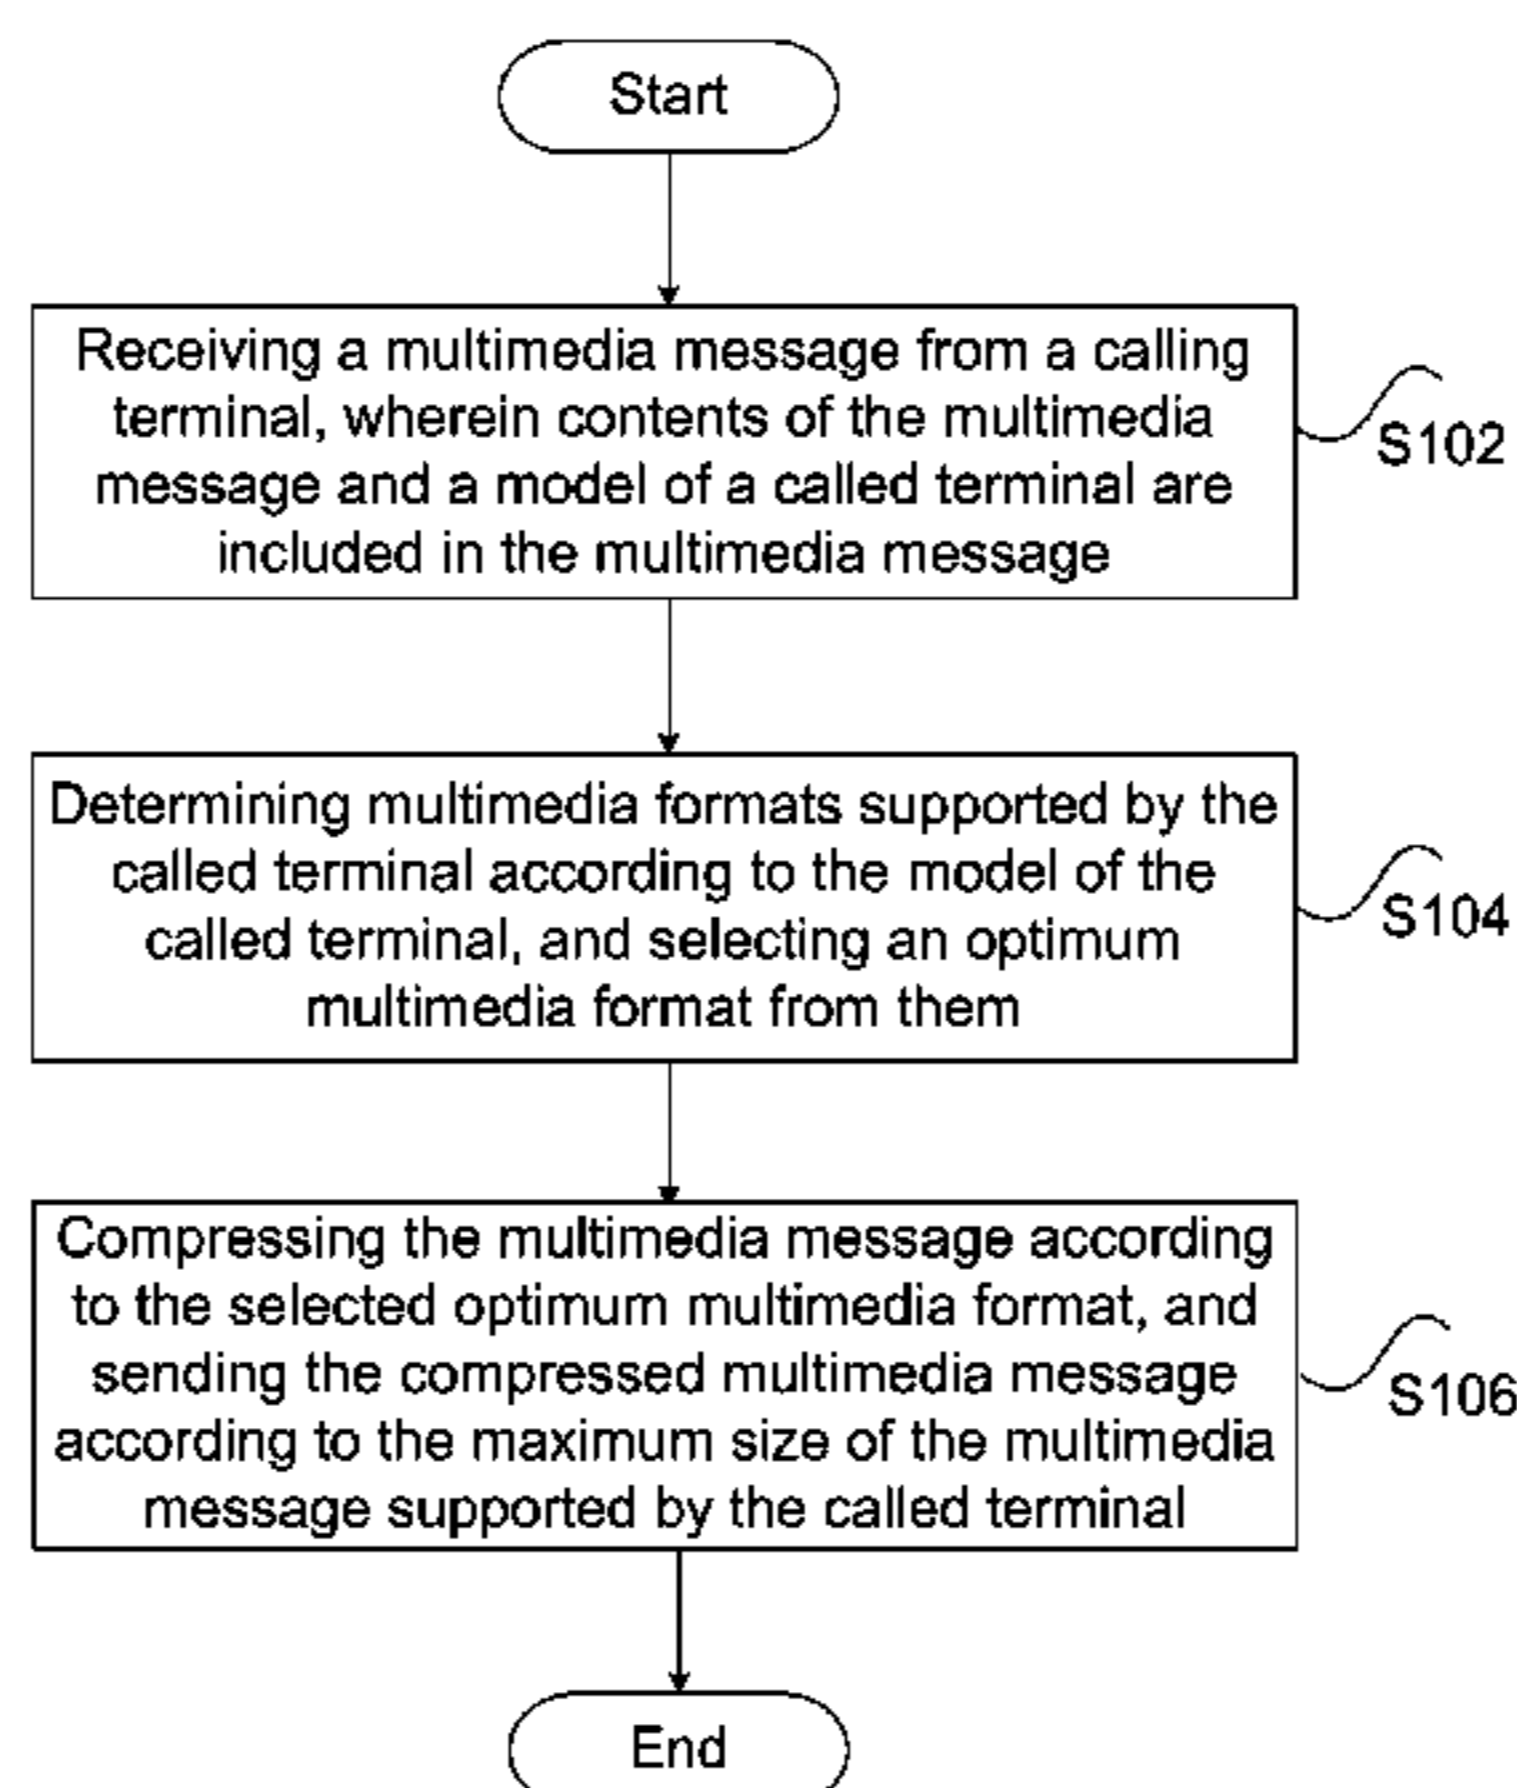 Start
Receiving a multimedia message from a calling
terminal, wherein contents of the multimedia
message and a model of a called terminal are
included in the multimedia message
S102
Determining multimedia formats supported by the
called terminal according to the model of the
called terminal, and selecting an optimum
multimedia format from them
S104
Compressing the multimedia message according
to the selected optimum multimedia format, and
sending the compressed multimedia message
according to the maximum size of the multimedia
message supported by the called terminal
S106
End